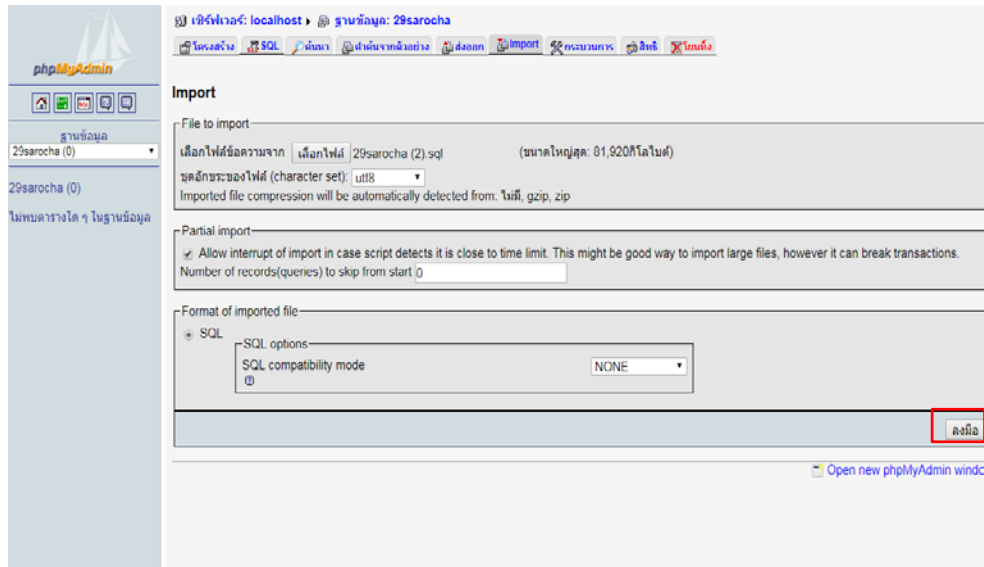 phpMyAdmin
ฐานข้อมูล
29sarocha (0)
29sarocha (0)
ไม่พบตารางใด ๆ ในฐานข้อมูล
เซิร์ฟเวอร์: localhost ▸ ฐานข้อมูล: 29sarocha
โครงสร้าง SQL ค้นหา คำค้นจากตัวอย่าง ส่งออก Import กระบวนการ สิทธิ โยนทิ้ง
Import
File to import
เลือกไฟล์ข้อความจาก เลือกไฟล์ 29sarocha (2).sql (ขนาดใหญ่สุด: 81,920กิโลไบต์)
ชุดอักขระของไฟล์ (character set): utf8
Imported file compression will be automatically detected from: ไม่มี, gzip, zip
Partial import
Allow interrupt of import in case script detects it is close to time limit. This might be good way to import large files, however it can break transactions.
Number of records(queries) to skip from start 0
Format of imported file
SQL
SQL options
SQL compatibility mode NONE
ลงมือ
Open new phpMyAdmin windo